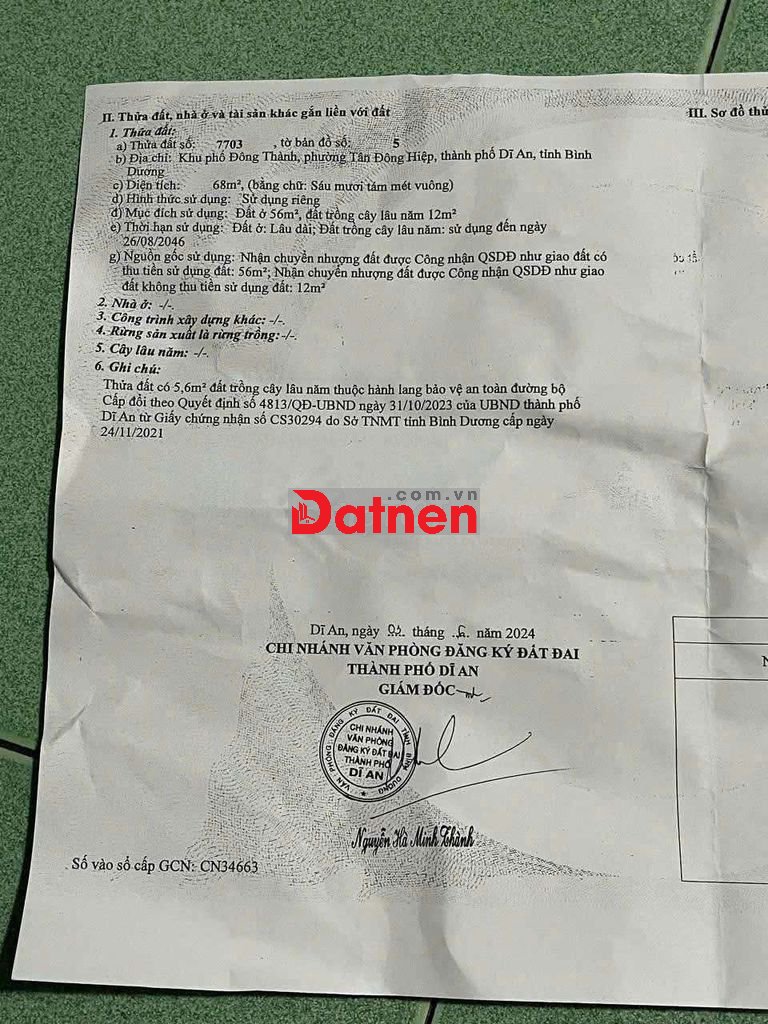 II. Thửa đất, nhà ở và tài sản khác gắn liền với đất
III. Sơ đồ thử
1. Thửa đất:
a) Thửa đất số: 7703 , tờ bản đồ số: 5
b) Địa chỉ: Khu phố Đông Thành, phường Tân Đông Hiệp, thành phố Dĩ An, tỉnh Bình
Dương
c) Diện tích: 68m², (bằng chữ: Sáu mươi tám mét vuông)
d) Hình thức sử dụng: Sử dụng riêng
đ) Mục đích sử dụng: Đất ở 56m², đất trồng cây lâu năm 12m²
e) Thời hạn sử dụng: Đất ở: Lâu dài; Đất trồng cây lâu năm: sử dụng đến ngày
26/08/2046
g) Nguồn gốc sử dụng: Nhận chuyển nhượng đất được Công nhận QSDĐ như giao đất có
thu tiền sử dụng đất: 56m²; Nhận chuyển nhượng đất được Công nhận QSDĐ như giao
đất không thu tiền sử dụng đất: 12m²
2. Nhà ở: -/-.
3. Công trình xây dựng khác: -/-.
4. Rừng sản xuất là rừng trồng: -/-.
5. Cây lâu năm: -/-.
6. Ghi chú:
Thửa đất có 5,6m² đất trồng cây lâu năm thuộc hành lang bảo vệ an toàn đường bộ
Cấp đổi theo Quyết định số 4813/QĐ-UBND ngày 31/10/2023 của UBND thành phố
Dĩ An từ Giấy chứng nhận số CS30294 do Sở TNMT tỉnh Bình Dương cấp ngày
24/11/2021
.com.vn
Datnen
Dĩ An, ngày 02 tháng 6 năm 2024
CHI NHÁNH VĂN PHÒNG ĐĂNG KÝ ĐẤT ĐAI
THÀNH PHỐ DĨ AN
GIÁM ĐỐC
VĂN PHÒNG ĐĂNG KÝ ĐẤT ĐAI TỈNH BÌNH DƯƠNG
CHI NHÁNH
VĂN PHÒNG
ĐĂNG KÝ ĐẤT ĐAI
THÀNH PHỐ
DĨ AN
Nguyễn Hà Minh Thành
Số vào sổ cấp GCN: CN34663